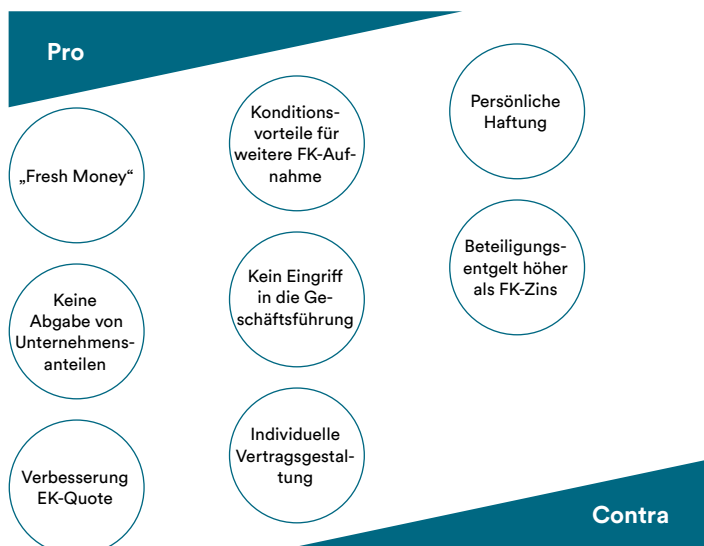 Pro
„Fresh Money“
Keine
Abgabe von
Unternehmens-
anteilen
Verbesserung
EK-Quote
Konditions-
vorteile für
weitere FK-Auf-
nahme
Kein Eingriff
in die Ge-
schäftsführung
Individuelle
Vertragsgestal-
tung
Persönliche
Haftung
Beteiligungs-
entgelt höher
als FK-Zins
Contra